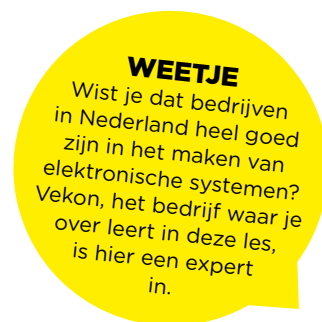 WEETJE
Wist je dat bedrijven
in Nederland heel goed
zijn in het maken van
elektronische systemen?
Vekon, het bedrijf waar je
over leert in deze les,
is hier een expert
in.